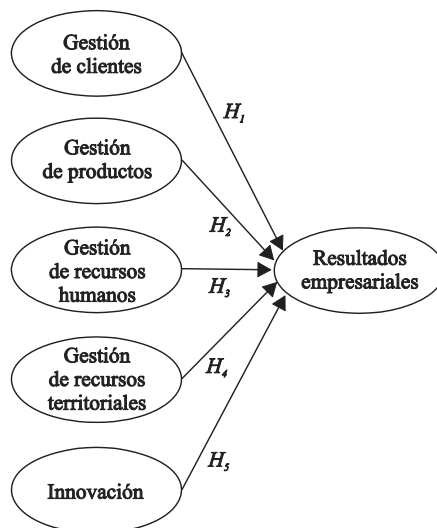 Gestión
de clientes
H1
Gestión
de productos
H2
Gestión
de recursos
humanos
H3
Resultados
empresariales
Gestión
de recursos
territoriales
H4
Innovación
H5